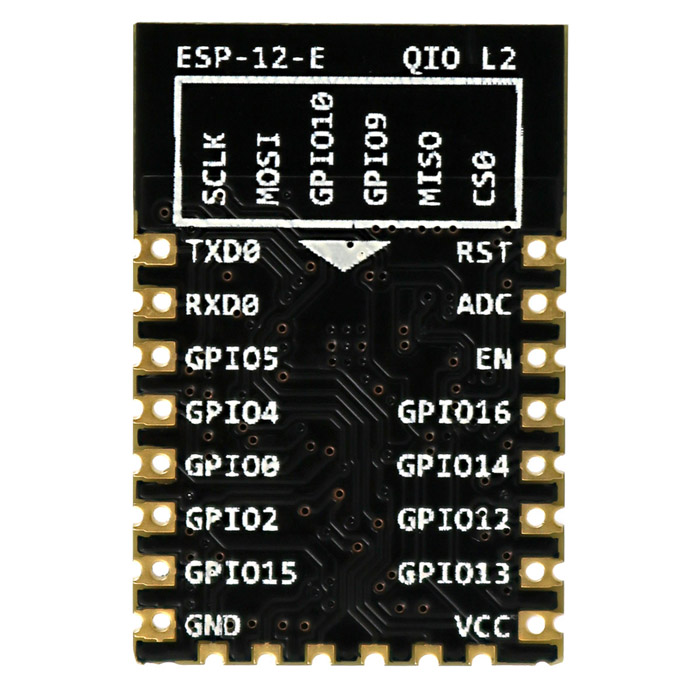 ESP-12-E QIO L2
SCLK
MOSI
GPIO10
GPIO9
MISO
CS0
TXD0 RST
RXD0 ADC
GPIO5 EN
GPIO4 GPIO16
GPIO0 GPIO14
GPIO2 GPIO12
GPIO15 GPIO13
GND VCC